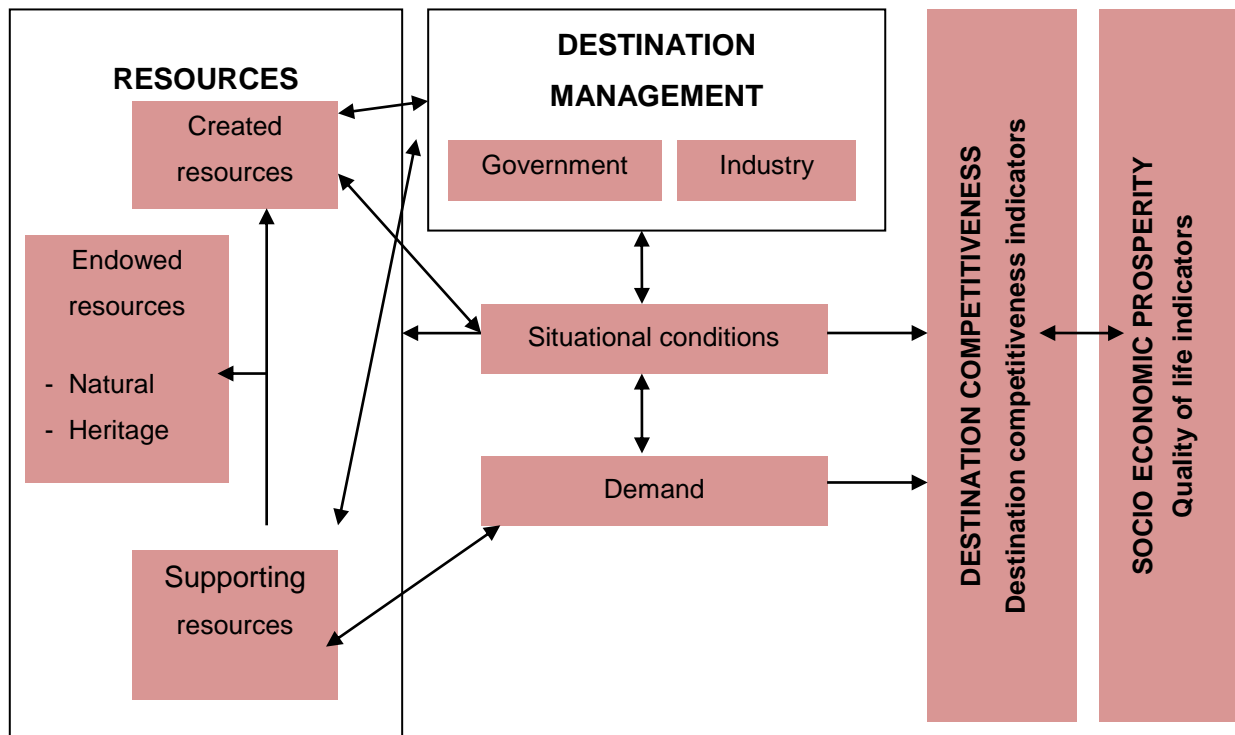 RESOURCES
Created
resources
Endowed
resources
- Natural
- Heritage
Supporting
resources
DESTINATION
MANAGEMENT
Government
Industry
Situational conditions
Demand
DESTINATION COMPETITIVENESS
Destination competitiveness indicators
SOCIO ECONOMIC PROSPERITY
Quality of life indicators